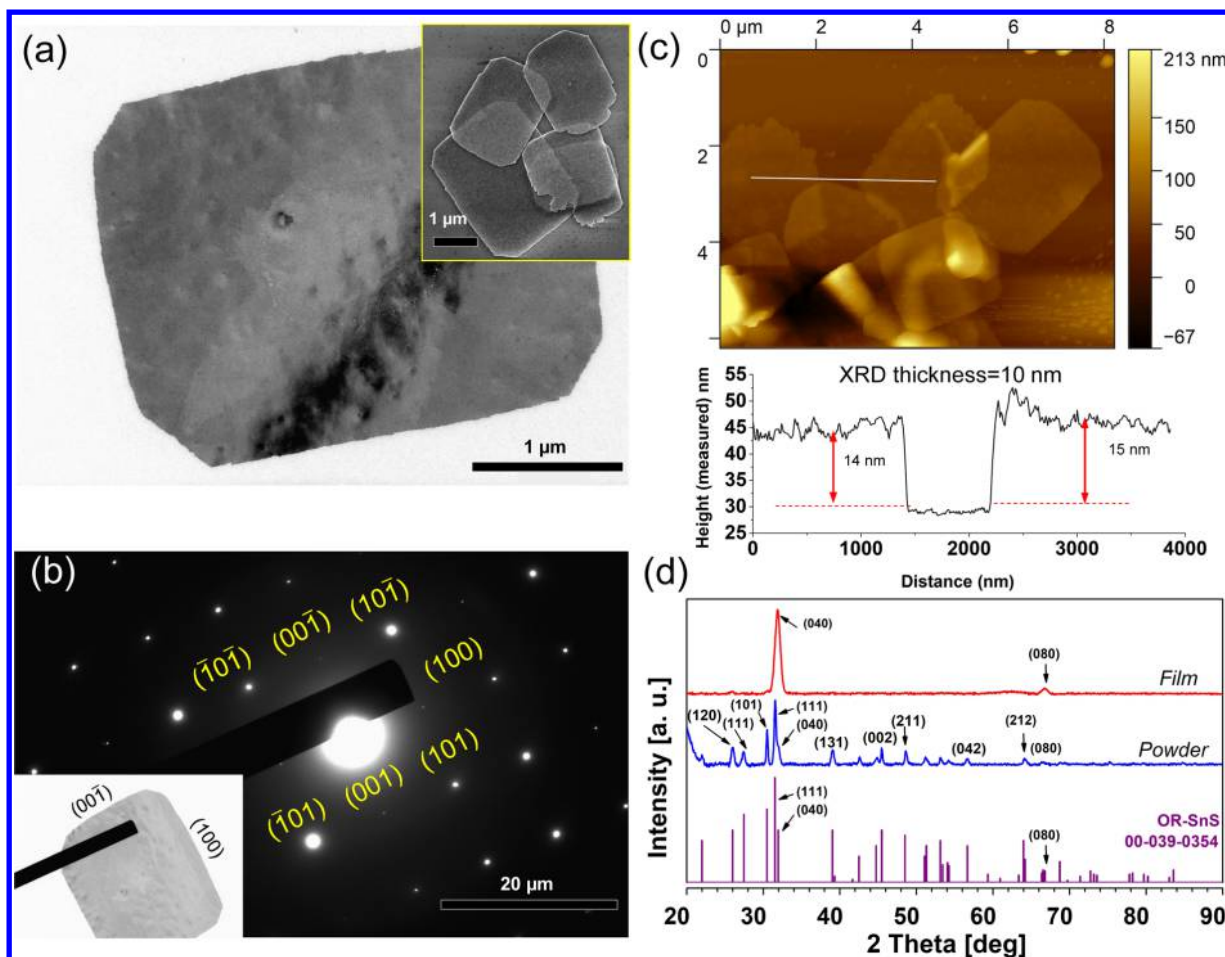 (a)
1 µm
1 µm
(b)
(1̅01̅) (001̅) (101̅)
(100)
(1̅01) (001) (101)
20 µm
(001̅)
(100)
(c)
0 µm 2 4 6 8
0
2
4
213 nm
150
100
50
0
−67
XRD thickness=10 nm
Height (measured) nm
55
50
45
40
35
30
25
14 nm
15 nm
0 1000 2000 3000 4000
Distance (nm)
(d)
Intensity [a. u.]
(040)
(080)
Film
(120)
(111)
(101)
(111)
(040)
(131)
(002)
(211)
(042)
(212)
(080)
Powder
(111)
(040)
(080)
OR-SnS
00-039-0354
20 30 40 50 60 70 80 90
2 Theta [deg]